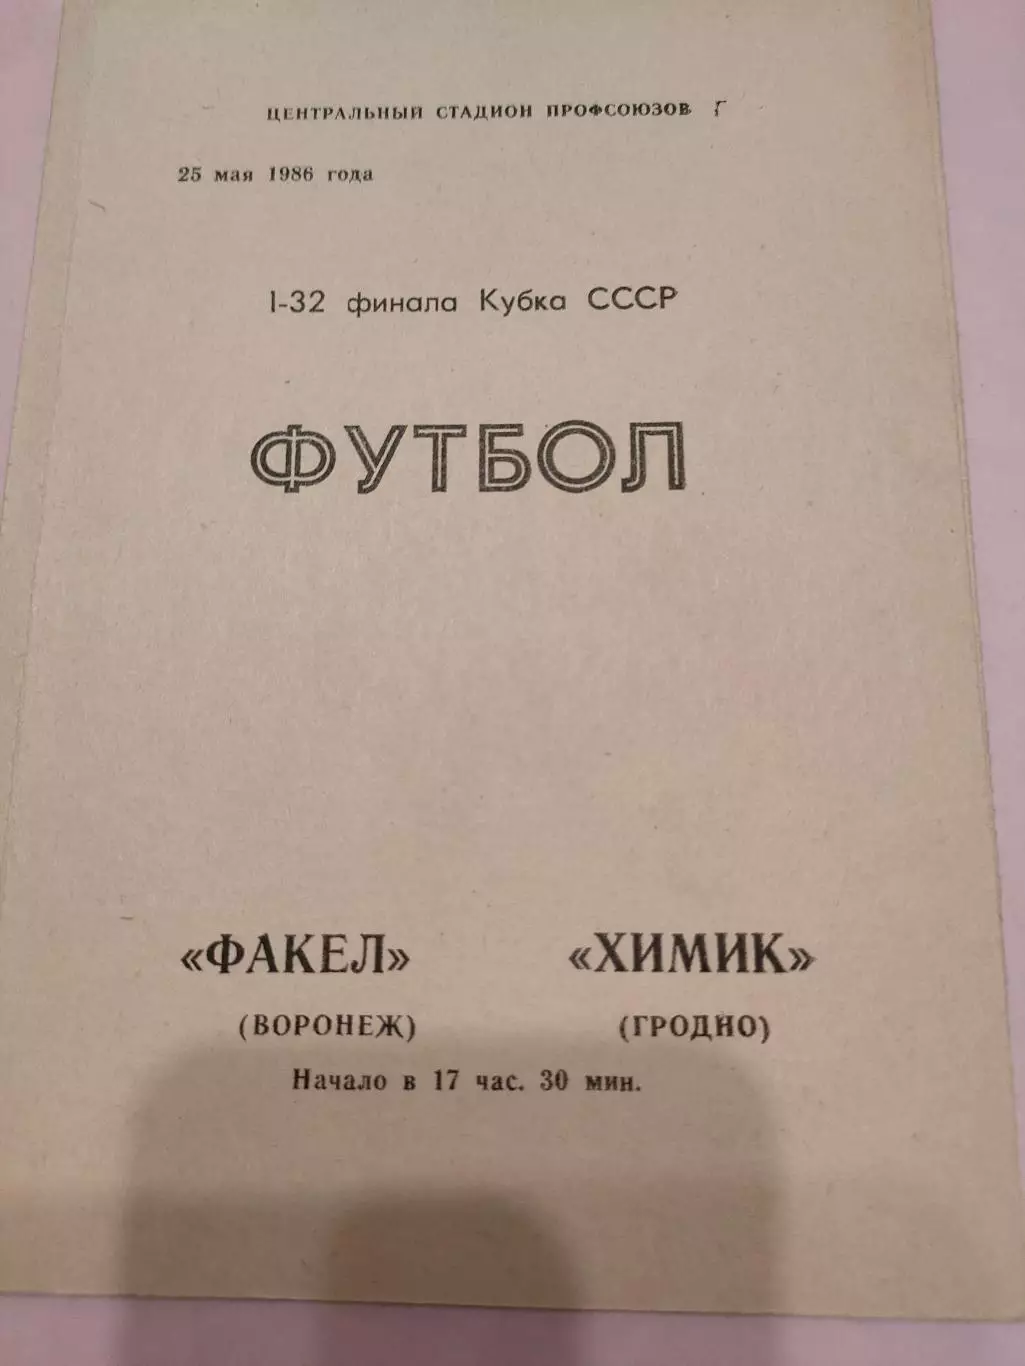 ЦЕНТРАЛЬНЫЙ СТАДИОН ПРОФСОЮЗОВ
25 мая 1986 года
1-32 финала Кубка СССР
ФУТБОЛ
«ФАКЕЛ» «ХИМИК»
(ВОРОНЕЖ) (ГРОДНО)
Начало в 17 час. 30 мин.